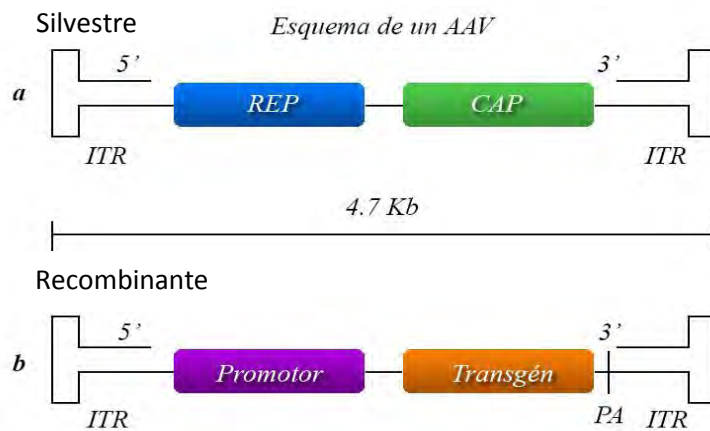 Silvestre
Esquema de un AAV
5’ 3’
a REP CAP
ITR ITR
4.7 Kb
Recombinante
5’ 3’
b Promotor Transgén
ITR PA ITR